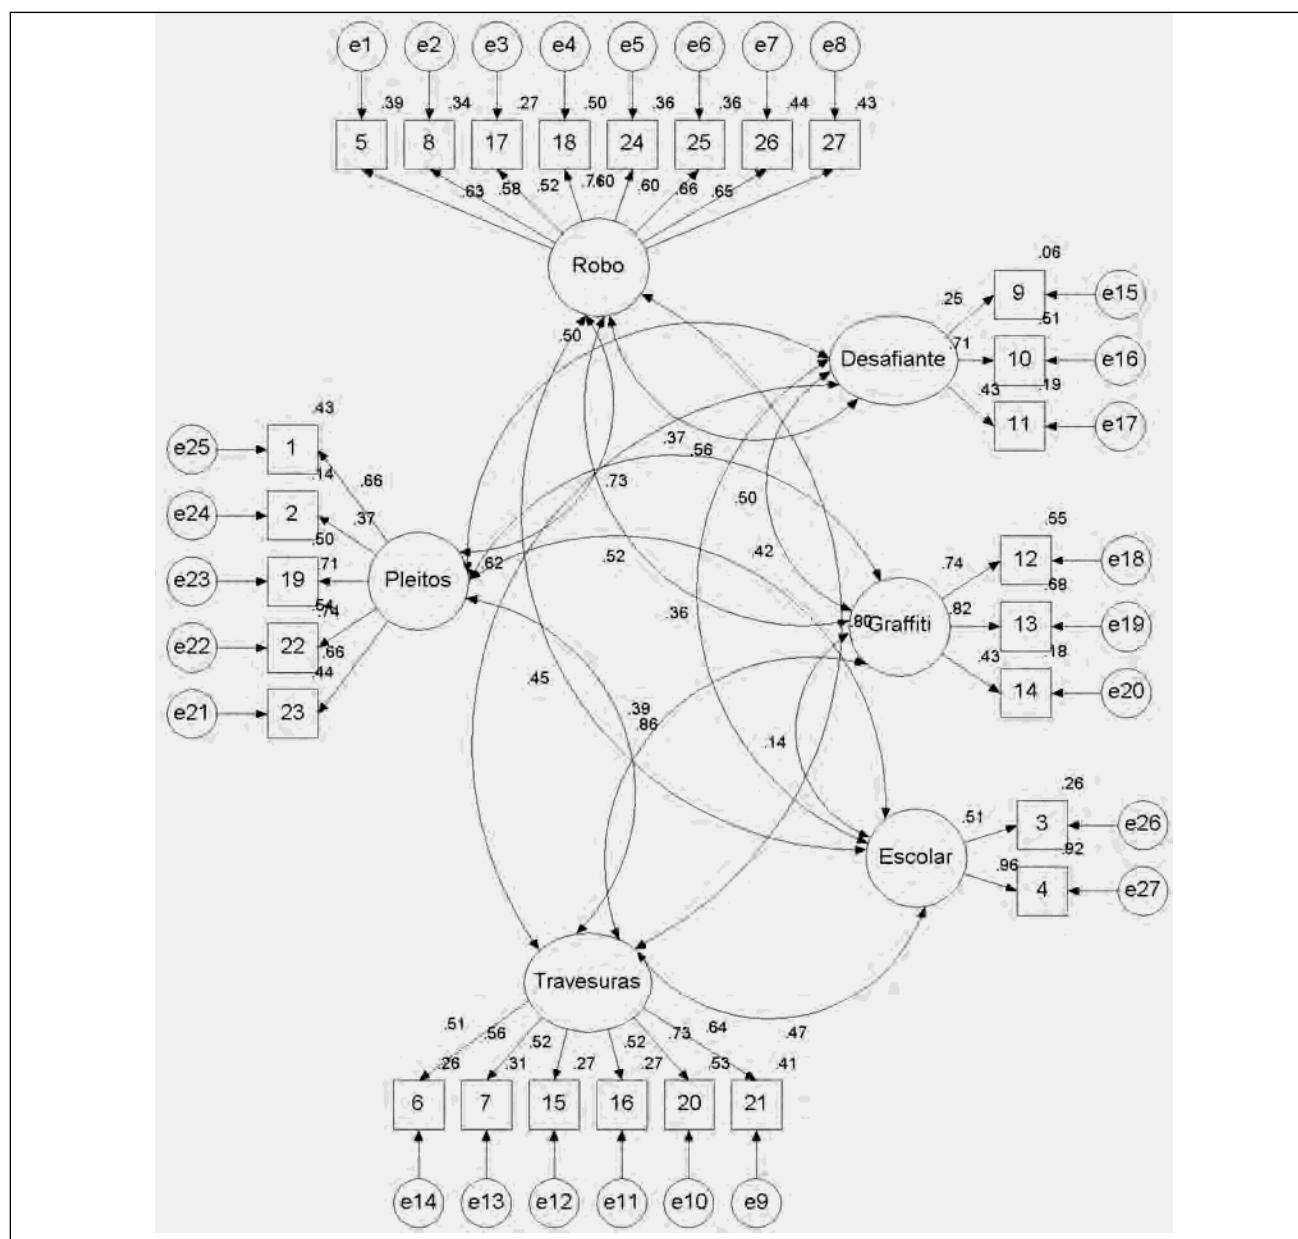 e1 e2 e3 e4 e5 e6 e7 e8
.39 .34 .27 .50 .36 .36 .44 .43
5 8 17 18 24 25 26 27
.63 .58 .52 .60 .60 .66 .65
Robo
.06
.25 9 e15
.51
.50 .71
Desafiante 10 e16
.43 .19
11 e17
.43
e25 1
.37 .56
.14 .66 .73
.50
e24 2 .37
.50
.55
.62 .52 .42 .74 12 e18
e23 19 .71
Pleitos
.68
.54 .74
.36 .80 Graffiti .82 13 e19
e22 22 .66
.18
.44 .45 .43
14 e20
e21 23
.39
.86 .14
.26
.51 3 e26
.92
Escolar .96
4 e27
Travesuras
.51 .56 .52 .52 .73 .64 .47
.26 .31 .27 .27 .53 .41
6 7 15 16 20 21
e14 e13 e12 e11 e10 e9